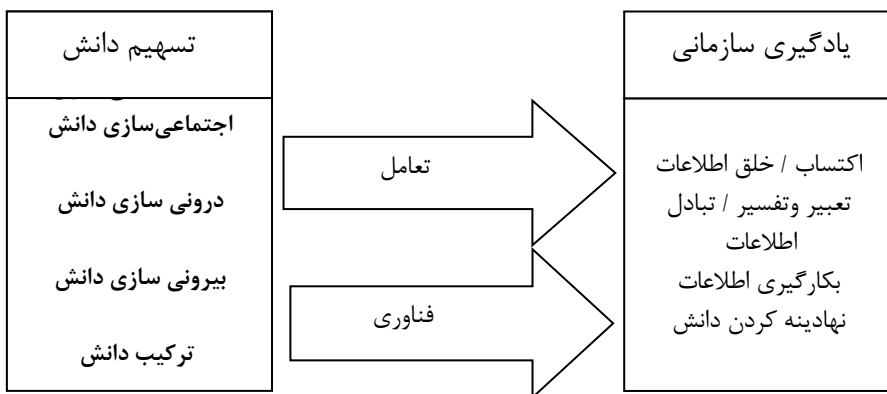 یادگیری سازمانی
اکتساب / خلق اطلاعات
تعبیر وتفسیر / تبادل
اطلاعات
بکارگیری اطلاعات
نهادینه کردن دانش
تعامل
فناوری
تسهیم دانش
اجتماعی‌سازی دانش
درونی سازی دانش
بیرونی سازی دانش
ترکیب دانش